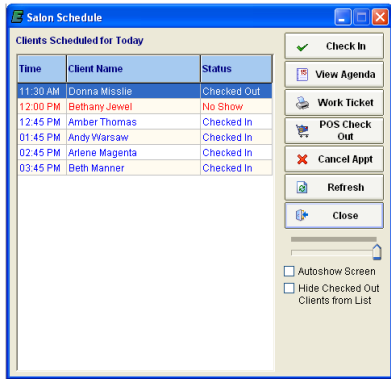 Salon Schedule
Clients Scheduled for Today
Time Client Name Status
11:30 AM Donna Misslie Checked Out
12:00 PM Bethany Jewel No Show
12:45 PM Amber Thomas Checked In
01:45 PM Andy Warsaw Checked In
02:45 PM Arlene Magenta Checked In
03:45 PM Beth Manner Checked In
Check In
View Agenda
Work Ticket
POS Check
Out
Cancel Appt
Refresh
Close
Autoshow Screen
Hide Checked Out
Clients from List